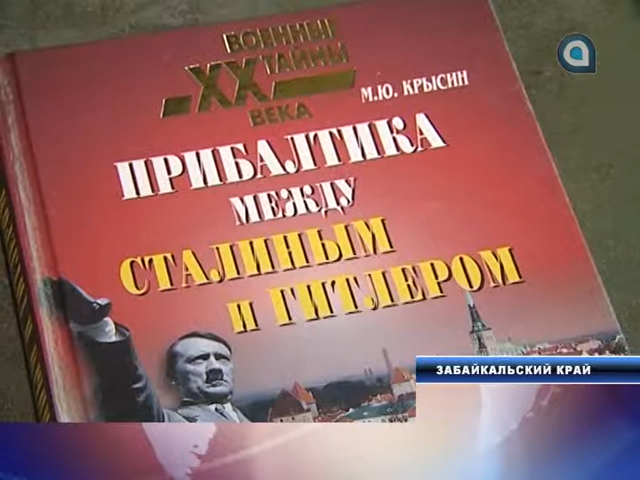 ВОЕННЫЕ
XX ТАЙНЫ
ВЕКА
М.Ю. КРЫСИН
ПРИБАЛТИКА
МЕЖДУ
СТАЛИНЫМ
И ГИТЛЕРОМ
ЗАБАЙКАЛЬСКИЙ КРАЙ